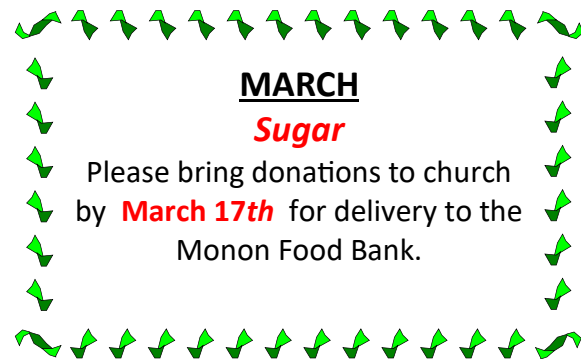 MARCH
Sugar
Please bring donations to church
by March 17th for delivery to the
Monon Food Bank.